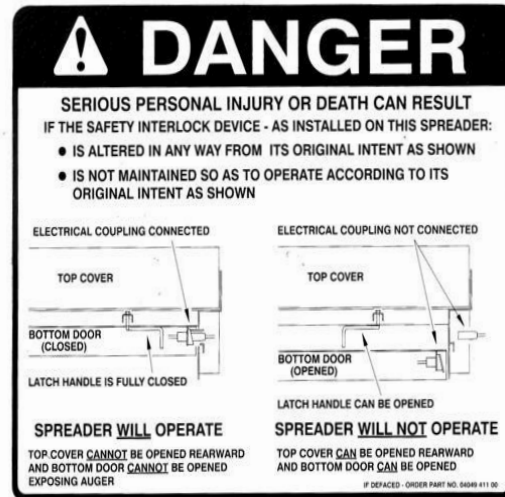 DANGER
SERIOUS PERSONAL INJURY OR DEATH CAN RESULT
IF THE SAFETY INTERLOCK DEVICE - AS INSTALLED ON THIS SPREADER:
● IS ALTERED IN ANY WAY FROM ITS ORIGINAL INTENT AS SHOWN
● IS NOT MAINTAINED SO AS TO OPERATE ACCORDING TO ITS
ORIGINAL INTENT AS SHOWN
ELECTRICAL COUPLING CONNECTED
TOP COVER
BOTTOM DOOR
(CLOSED)
LATCH HANDLE IS FULLY CLOSED
SPREADER WILL OPERATE
TOP COVER CANNOT BE OPENED REARWARD
AND BOTTOM DOOR CANNOT BE OPENED
EXPOSING AUGER
ELECTRICAL COUPLING NOT CONNECTED
TOP COVER
BOTTOM DOOR
(OPENED)
LATCH HANDLE CAN BE OPENED
SPREADER WILL NOT OPERATE
TOP COVER CAN BE OPENED REARWARD
AND BOTTOM DOOR CAN BE OPENED
IF DEFACED - ORDER PART NO. 04049 411 00